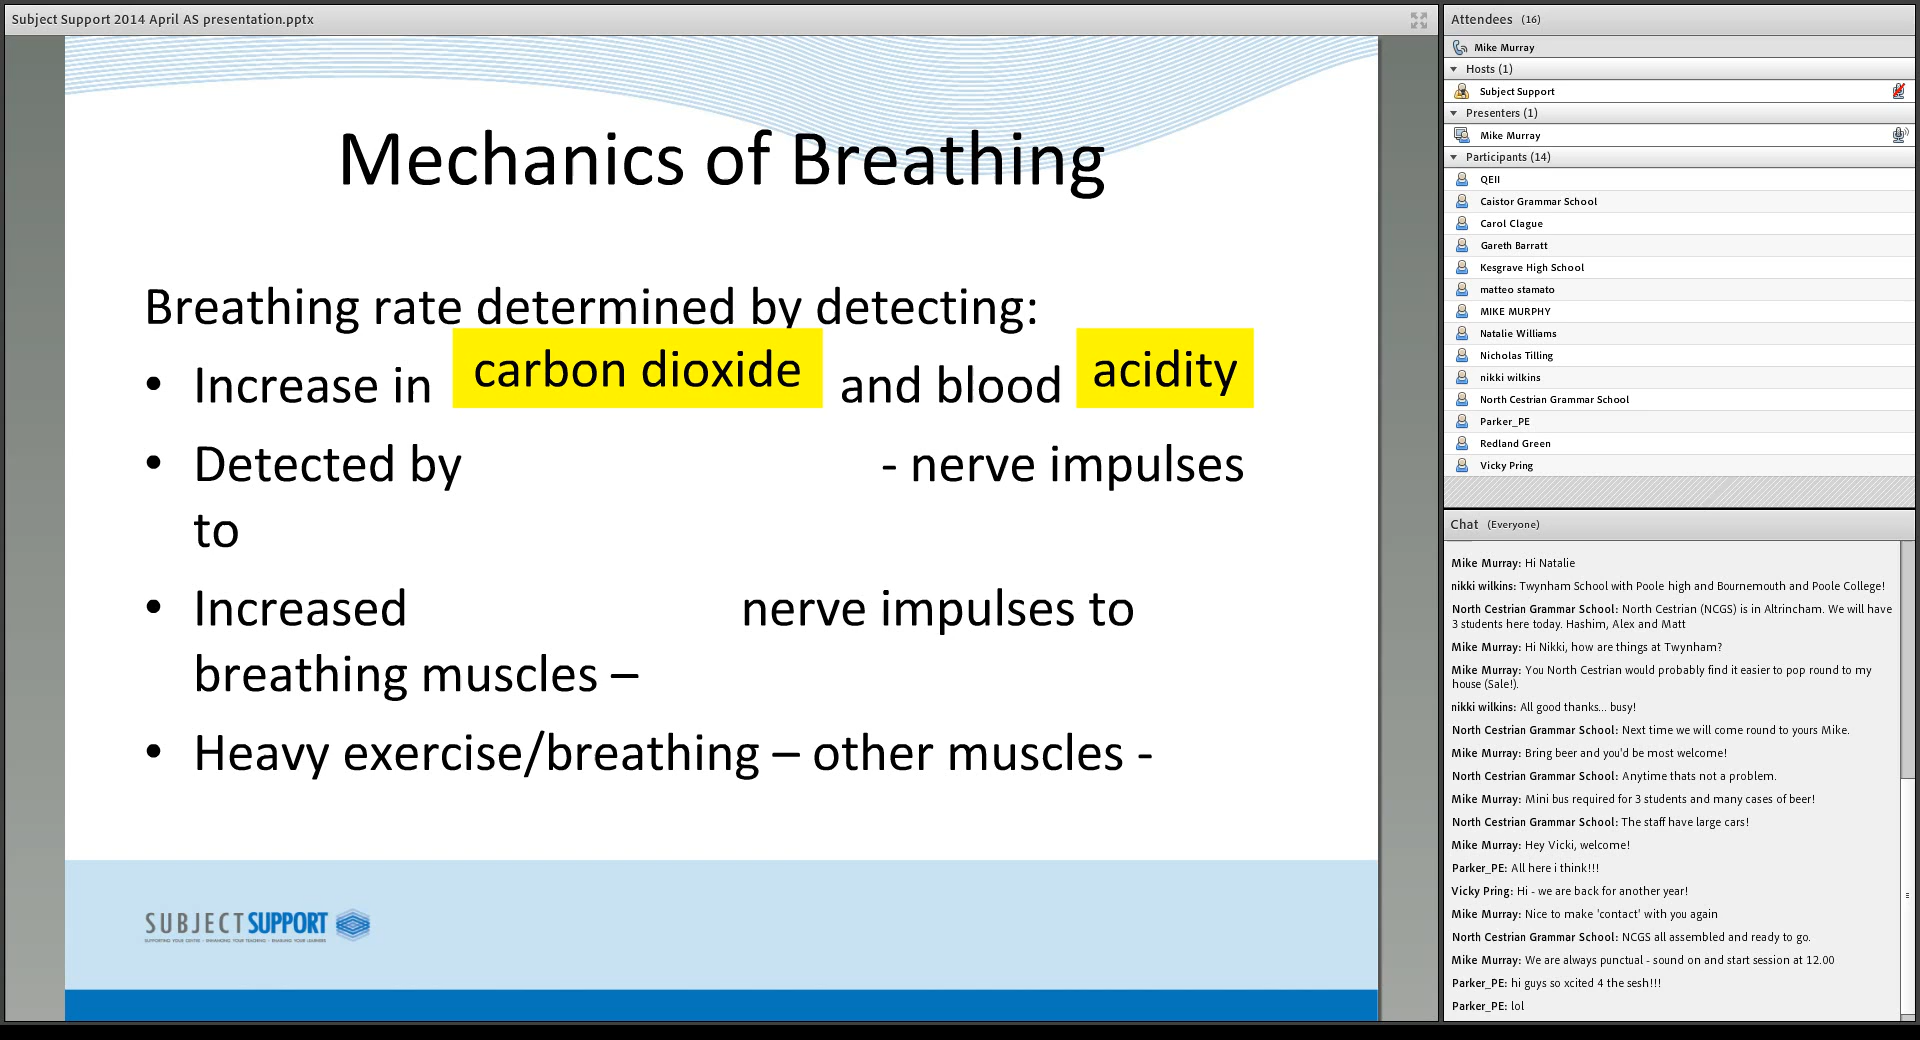 Subject Support 2014 April AS presentation.pptx
Mechanics of Breathing
Breathing rate determined by detecting:
• Increase in carbon dioxide and blood acidity
• Detected by - nerve impulses
to
• Increased nerve impulses to
breathing muscles –
• Heavy exercise/breathing – other muscles -
SUBJECTSUPPORT
SUPPORTING YOUR CENTRE - ENHANCING YOUR TEACHING - ENABLING YOUR LEARNERS
Attendees (16)
Mike Murray
Hosts (1)
Subject Support
Presenters (1)
Mike Murray
Participants (14)
QEII
Caistor Grammar School
Carol Clague
Gareth Barratt
Kesgrave High School
matteo stamato
MIKE MURPHY
Natalie Williams
Nicholas Tilling
nikki wilkins
North Cestrian Grammar School
Parker_PE
Redland Green
Vicky Pring
Chat (Everyone)
Mike Murray: Hi Natalie
nikki wilkins: Twynham School with Poole high and Bournemouth and Poole College!
North Cestrian Grammar School: North Cestrian (NCGS) is in Altrincham. We will have
3 students here today. Hashim, Alex and Matt
Mike Murray: Hi Nikki, how are things at Twynham?
Mike Murray: You North Cestrian would probably find it easier to pop round to my
house (Sale!).
nikki wilkins: All good thanks... busy!
North Cestrian Grammar School: Next time we will come round to yours Mike.
Mike Murray: Bring beer and you'd be most welcome!
North Cestrian Grammar School: Anytime thats not a problem.
Mike Murray: Mini bus required for 3 students and many cases of beer!
North Cestrian Grammar School: The staff have large cars!
Mike Murray: Hey Vicki, welcome!
Parker_PE: All here i think!!!
Vicky Pring: Hi - we are back for another year!
Mike Murray: Nice to make 'contact' with you again
North Cestrian Grammar School: NCGS all assembled and ready to go.
Mike Murray: We are always punctual - sound on and start session at 12.00
Parker_PE: hi guys so xcited 4 the sesh!!!
Parker_PE: lol